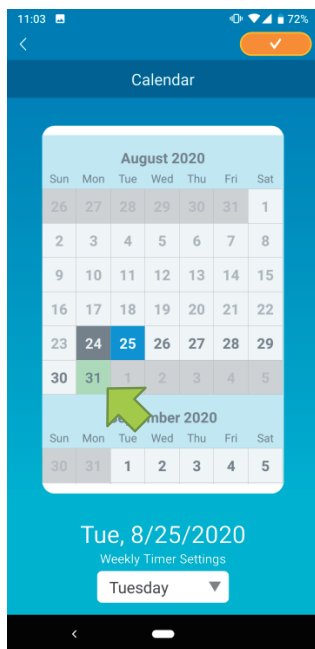 11:03 72%
Calendar
August 2020
Sun Mon Tue Wed Thu Fri Sat
26 27 28 29 30 31 1
2 3 4 5 6 7 8
9 10 11 12 13 14 15
16 17 18 19 20 21 22
23 24 25 26 27 28 29
30 31 1 2 3 4 5
2020
Sun Mon Tue Wed Thu Fri Sat
30 31 1 2 3 4 5
Tue, 8/25/2020
Weekly Timer Settings
Tuesday